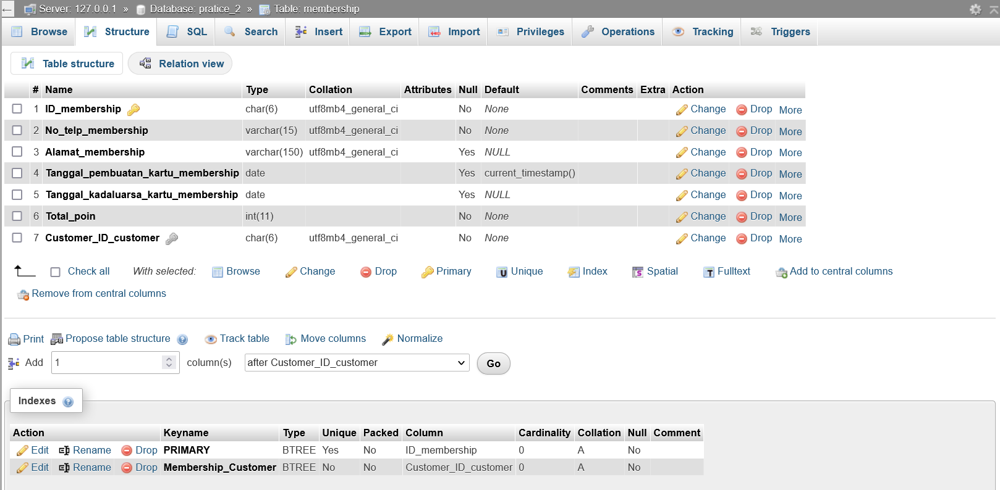 Server: 127.0.0.1 » Database: pratice_2 » Table: membership
Browse Structure SQL Search Insert Export Import Privileges Operations Tracking Triggers
Table structure Relation view
# Name Type Collation Attributes Null Default Comments Extra Action
1 ID_membership char(6) utf8mb4_general_ci No None Change Drop More
2 No_telp_membership varchar(15) utf8mb4_general_ci No None Change Drop More
3 Alamat_membership varchar(150) utf8mb4_general_ci Yes NULL Change Drop More
4 Tanggal_pembuatan_kartu_membership date Yes current_timestamp() Change Drop More
5 Tanggal_kadaluarsa_kartu_membership date Yes NULL Change Drop More
6 Total_poin int(11) No None Change Drop More
7 Customer_ID_customer char(6) utf8mb4_general_ci No None Change Drop More
Check all With selected: Browse Change Drop Primary Unique Index Spatial Fulltext Add to central columns
Remove from central columns
Print Propose table structure Track table Move columns Normalize
Add 1 column(s) after Customer_ID_customer Go
Indexes
Action Keyname Type Unique Packed Column Cardinality Collation Null Comment
Edit Rename Drop PRIMARY BTREE Yes No ID_membership 0 A No
Edit Rename Drop Membership_Customer BTREE No No Customer_ID_customer 0 A No